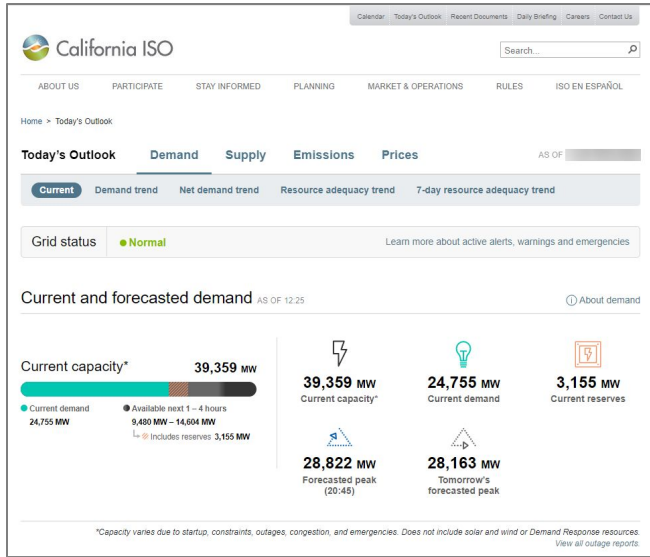 Calendar Today's Outlook Recent Documents Daily Briefing Careers Contact Us
California ISO
Search...
ABOUT US PARTICIPATE STAY INFORMED PLANNING MARKET & OPERATIONS RULES ISO EN ESPAÑOL
Home > Today's Outlook
Today's Outlook Demand Supply Emissions Prices AS OF
Current Demand trend Net demand trend Resource adequacy trend 7-day resource adequacy trend
Grid status Normal Learn more about active alerts, warnings and emergencies
Current and forecasted demand AS OF 12:25 About demand
Current capacity* 39,359 MW
Current demand
24,755 MW
Available next 1 – 4 hours
9,480 MW – 14,604 MW
Includes reserves 3,155 MW
39,359 MW
Current capacity*
24,755 MW
Current demand
3,155 MW
Current reserves
28,822 MW
Forecasted peak
(20:45)
28,163 MW
Tomorrow's
forecasted peak
*Capacity varies due to startup, constraints, outages, congestion, and emergencies. Does not include solar and wind or Demand Response resources.
View all outage reports.